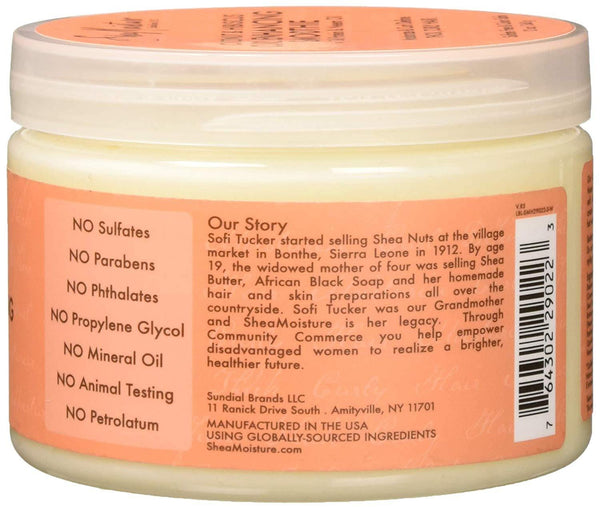 NO Sulfates
NO Parabens
NO Phthalates
NO Propylene Glycol
NO Mineral Oil
NO Animal Testing
NO Petrolatum
Our Story
Sofi Tucker started selling Shea Nuts at the village
market in Bonthe, Sierra Leone in 1912. By age
19, the widowed mother of four was selling Shea
Butter, African Black Soap and her homemade
hair and skin preparations all over the
countryside. Sofi Tucker was our Grandmother
and SheaMoisture is her legacy. Through
Community Commerce you help empower
disadvantaged women to realize a brighter,
healthier future.
Sundial Brands LLC
11 Ranick Drive South . Amityville, NY 11701
MANUFACTURED IN THE USA
USING GLOBALLY-SOURCED INGREDIENTS
SheaMoisture.com
7 64302 29022 3